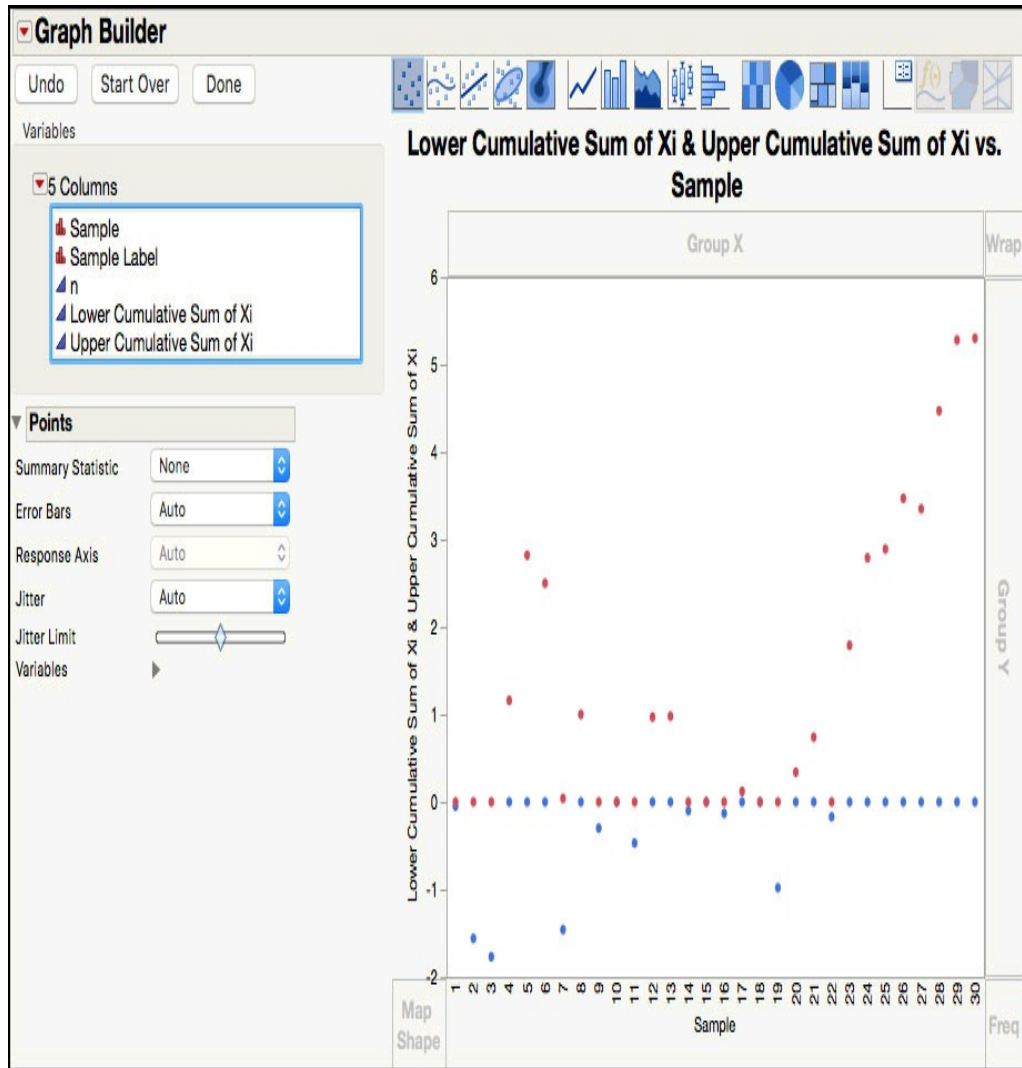 Graph Builder
Undo Start Over Done
Variables
5 Columns
Sample
Sample Label
n
Lower Cumulative Sum of Xi
Upper Cumulative Sum of Xi
Points
Summary Statistic None
Error Bars Auto
Response Axis Auto
Jitter Auto
Jitter Limit
Variables
Lower Cumulative Sum of Xi & Upper Cumulative Sum of Xi vs.
Sample
Group X
Wrap
Lower Cumulative Sum of Xi & Upper Cumulative Sum of Xi
6
5
4
3
2
1
0
-1
-2
Group Y
1 2 3 4 5 6 7 8 9 10 11 12 13 14 15 16 17 18 19 20 21 22 23 24 25 26 27 28 29 30
Sample
Map
Shape
Freq